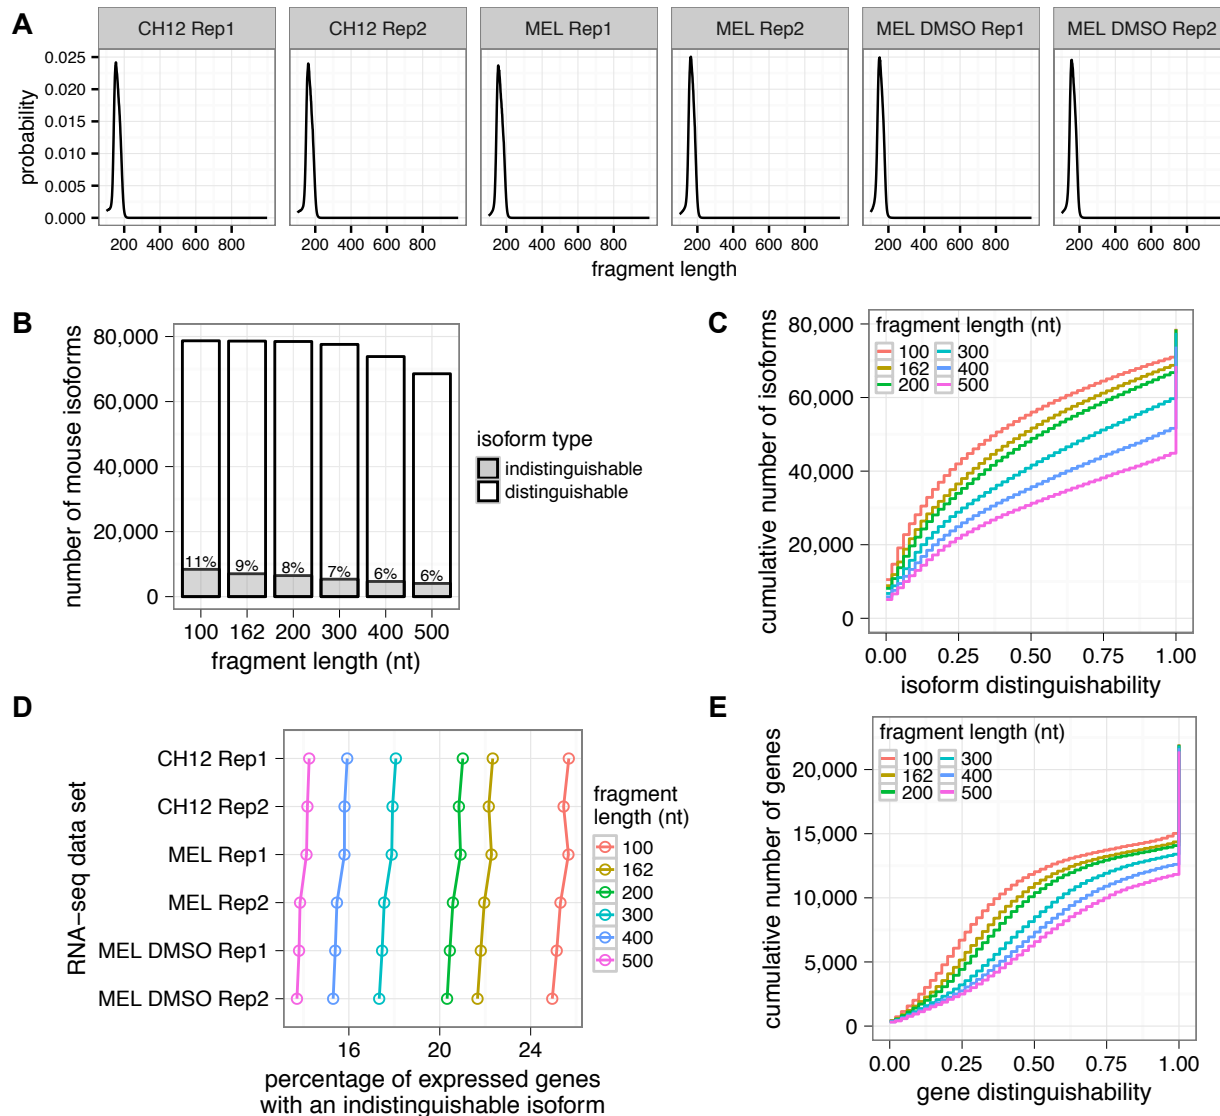 A
CH12 Rep1
CH12 Rep2
MEL Rep1
MEL Rep2
MEL DMSO Rep1
MEL DMSO Rep2
probability
0.025
0.020
0.015
0.010
0.005
0.000
200 400 600 800
200 400 600 800
200 400 600 800
200 400 600 800
200 400 600 800
200 400 600 800
fragment length
B
number of mouse isoforms
80,000
60,000
40,000
20,000
0
11% 9% 8% 7% 6% 6%
100 162 200 300 400 500
fragment length (nt)
isoform type
indistinguishable
distinguishable
C
cumulative number of isoforms
80,000
60,000
40,000
20,000
0
fragment length (nt)
100 300
162 400
200 500
0.00 0.25 0.50 0.75 1.00
isoform distinguishability
D
RNA-seq data set
CH12 Rep1
CH12 Rep2
MEL Rep1
MEL Rep2
MEL DMSO Rep1
MEL DMSO Rep2
16 20 24
percentage of expressed genes
with an indistinguishable isoform
fragment
length (nt)
100
162
200
300
400
500
E
cumulative number of genes
20,000
15,000
10,000
5,000
0
fragment length (nt)
100 300
162 400
200 500
0.00 0.25 0.50 0.75 1.00
gene distinguishability